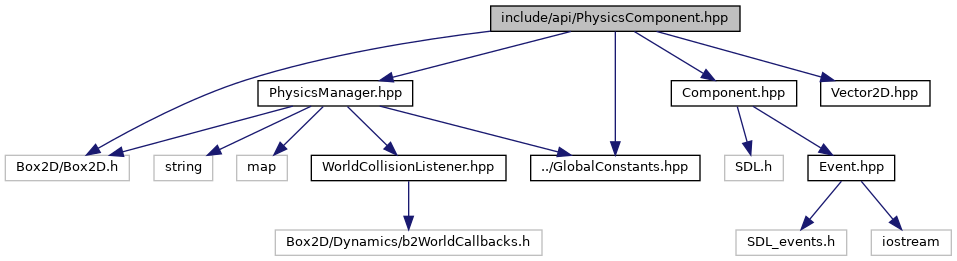 include/api/PhysicsComponent.hpp
PhysicsManager.hpp
Component.hpp
Vector2D.hpp
Box2D/Box2D.h
string
map
WorldCollisionListener.hpp
../GlobalConstants.hpp
SDL.h
Event.hpp
Box2D/Dynamics/b2WorldCallbacks.h
SDL_events.h
iostream